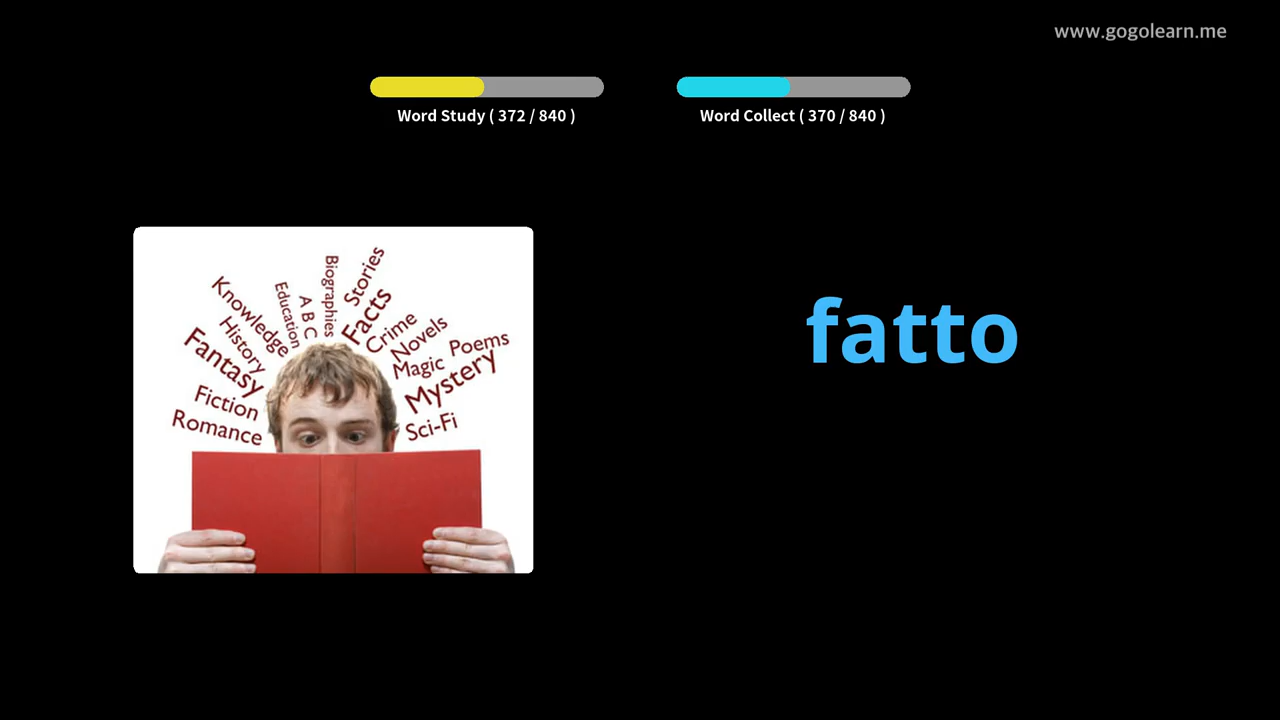 www.gogolearn.me
Word Study ( 372 / 840 )
Word Collect ( 370 / 840 )
Stories
Biographies
Facts
A B C
Education
Knowledge
Crime
History
Novels
Poems
Fantasy
Magic
Mystery
Fiction
Sci-Fi
Romance
fatto